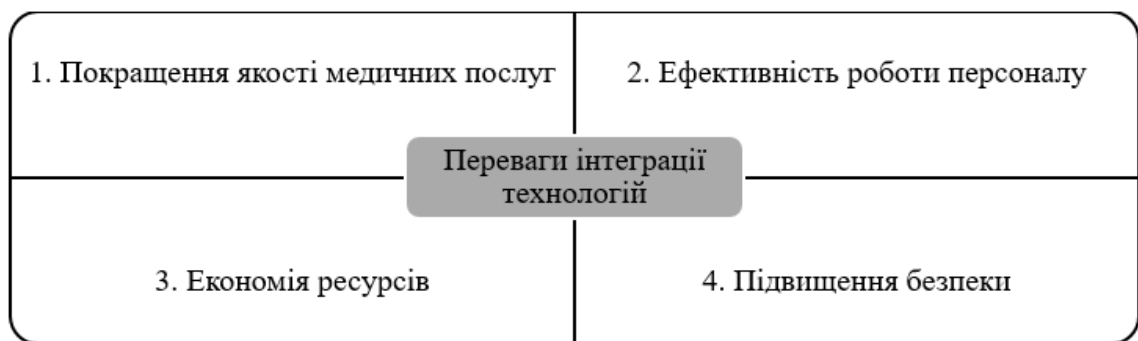 1. Покращення якості медичних послуг
2. Ефективність роботи персоналу
Переваги інтеграції
технологій
3. Економія ресурсів
4. Підвищення безпеки